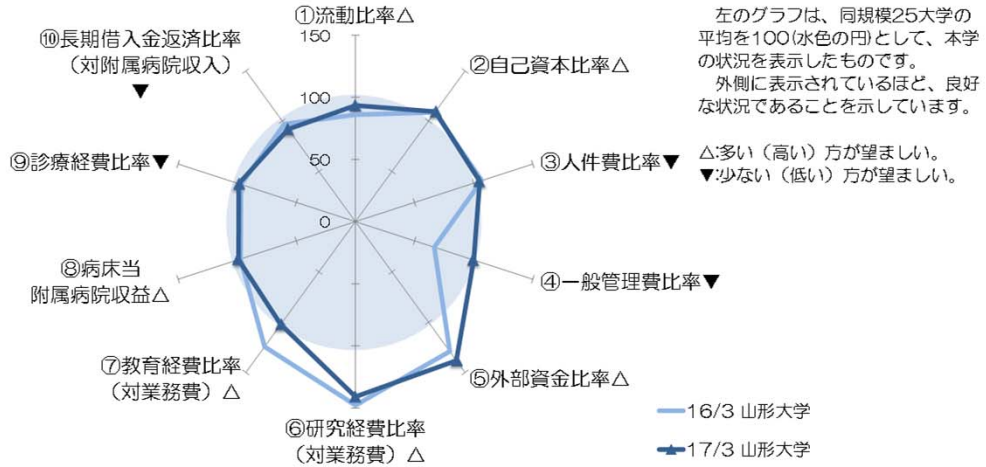 ①流動比率△
150
100
50
0
②自己資本比率△
③人件費比率▼
④一般管理費比率▼
⑤外部資金比率△
⑥研究経費比率
（対業務費）△
⑦教育経費比率
（対業務費）△
⑧病床当
附属病院収益△
⑨診療経費比率▼
⑩長期借入金返済比率
（対附属病院収入）
▼
左のグラフは、同規模25大学の
平均を100(水色の円)として、本学
の状況を表示したものです。
外側に表示されているほど、良好
な状況であることを示しています。
△:多い（高い）方が望ましい。
▼:少ない（低い）方が望ましい。
16/3 山形大学
17/3 山形大学